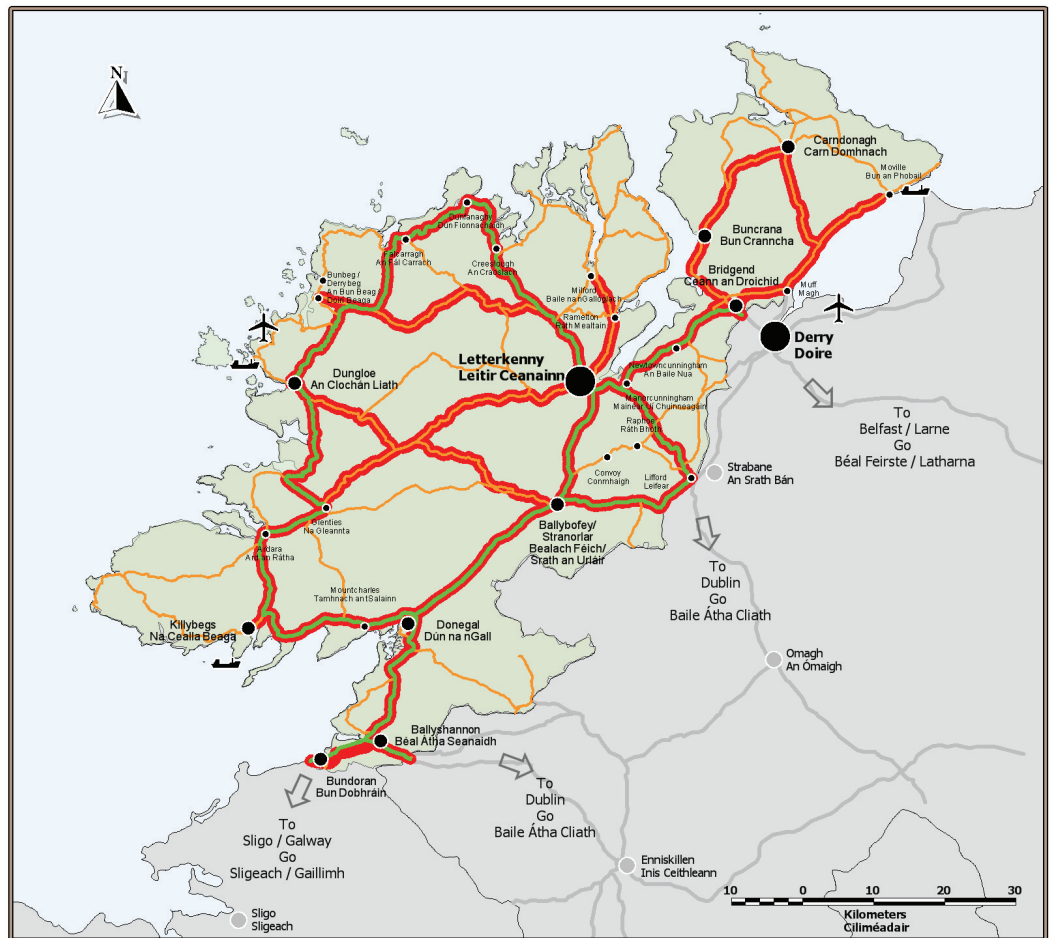 N
Carndonagh
Carn Domhnach
Moville
Bun an Phobail
Buncrana
Bun Cranncha
Bridgend
Ceann an Droichid
Muff
Magh
Derry
Doire
Dunfanaghy
Dún Fionnachaidh
Falcarragh
An Fál Carrach
Creeslough
An Craoslach
Bunbeg /
Derrybeg
An Bun Beag /
Doirí Beaga
Milford
Baile na nGallóglach
Ramelton
Ráth Mealtain
Letterkenny
Leitir Ceanainn
Dungloe
An Clochán Liath
Newtowncunningham
An Baile Nua
Manorcunningham
Mainéar Uí Chuinneagáin
Raphoe
Ráth Bhoth
Convoy
Conmhaigh
Lifford
Leifear
Strabane
An Srath Bán
To
Belfast / Larne
Go
Béal Feirste / Latharna
Glenties
Na Gleannta
Ballybofey/
Stranorlar
Bealach Féich/
Srath an Urláir
Ardara
Ard an Rátha
To
Dublin
Go
Baile Átha Cliath
Mountcharles
Tamhnach an tSalainn
Killybegs
Na Cealla Beaga
Donegal
Dún na nGall
Omagh
An Ómaigh
Ballyshannon
Béal Átha Seanaidh
Bundoran
Bun Dobhráin
To
Dublin
Go
Baile Átha Cliath
To
Sligo / Galway
Go
Sligeach / Gaillimh
Enniskillen
Inis Ceithleann
Sligo
Sligeach
10 0 10 20 30
Kilometers
Ciliméadair